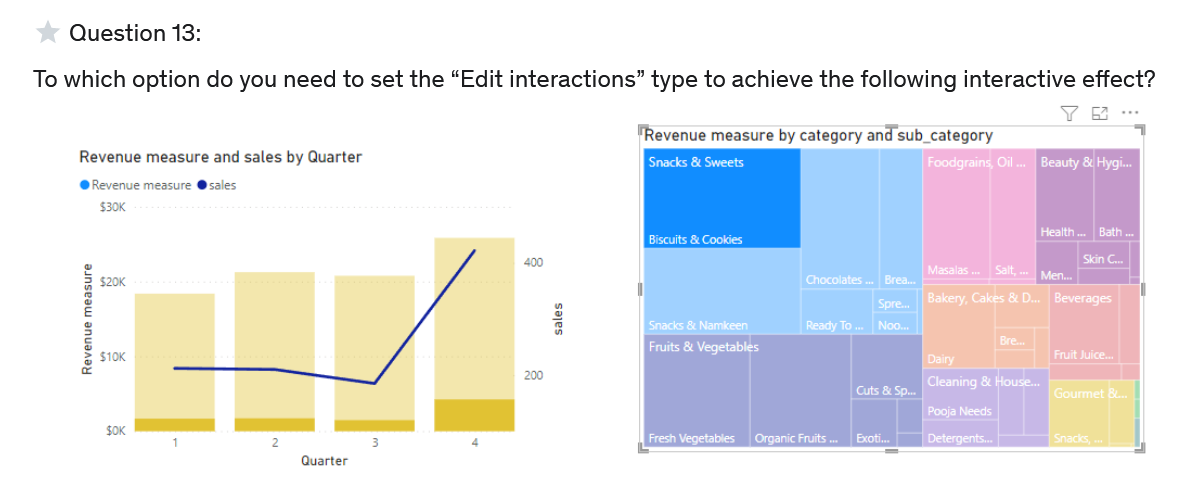 Question 13:
To which option do you need to set the “Edit interactions” type to achieve the following interactive effect?
Revenue measure and sales by Quarter
Revenue measure sales
$30K
$20K
$10K
$0K
Revenue measure
400
200
sales
1 2 3 4
Quarter
Revenue measure by category and sub_category
Snacks & Sweets
Biscuits & Cookies
Snacks & Namkeen
Chocolates ...
Brea...
Ready To ...
Spre...
Noo...
Fruits & Vegetables
Fresh Vegetables
Organic Fruits ...
Cuts & Sp...
Exoti...
Foodgrains, Oil ...
Masalas ...
Salt, ...
Beauty & Hygi...
Health ...
Bath ...
Men...
Skin C...
Bakery, Cakes & D...
Dairy
Bre...
Beverages
Fruit Juice...
Cleaning & House...
Pooja Needs
Detergents...
Gourmet &...
Snacks, ...